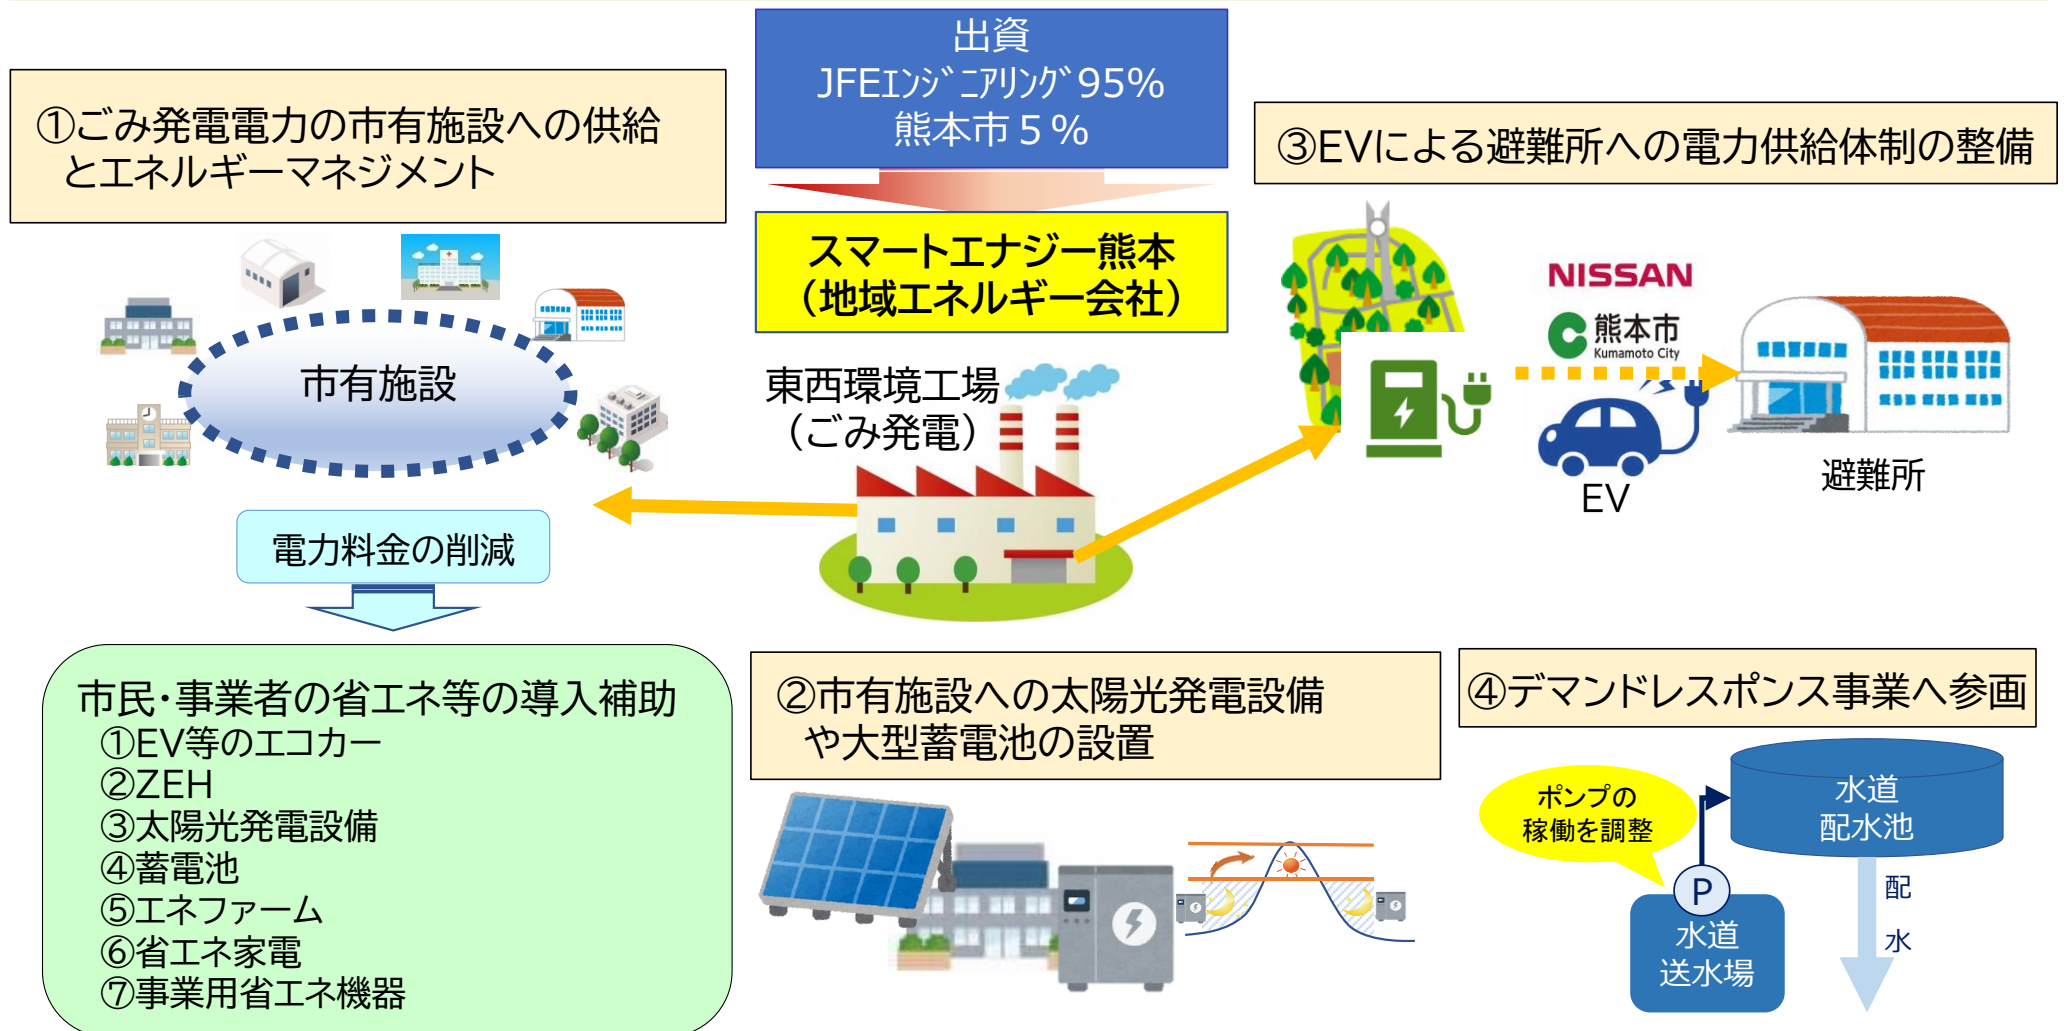 出資
JFEｴﾝｼﾞﾆｱﾘﾝｸﾞ95%
熊本市５％
①ごみ発電電力の市有施設への供給
とエネルギーマネジメント
市有施設
電力料金の削減
市民・事業者の省エネ等の導入補助
①EV等のエコカー
②ZEH
③太陽光発電設備
④蓄電池
⑤エネファーム
⑥省エネ家電
⑦事業用省エネ機器
スマートエナジー熊本
（地域エネルギー会社）
東西環境工場
（ごみ発電）
②市有施設への太陽光発電設備
や大型蓄電池の設置
③EVによる避難所への電力供給体制の整備
NISSAN
熊本市
Kumamoto City
EV
避難所
④デマンドレスポンス事業へ参画
ポンプの
稼働を調整
水道
配水池
P
水道
送水場
配
水